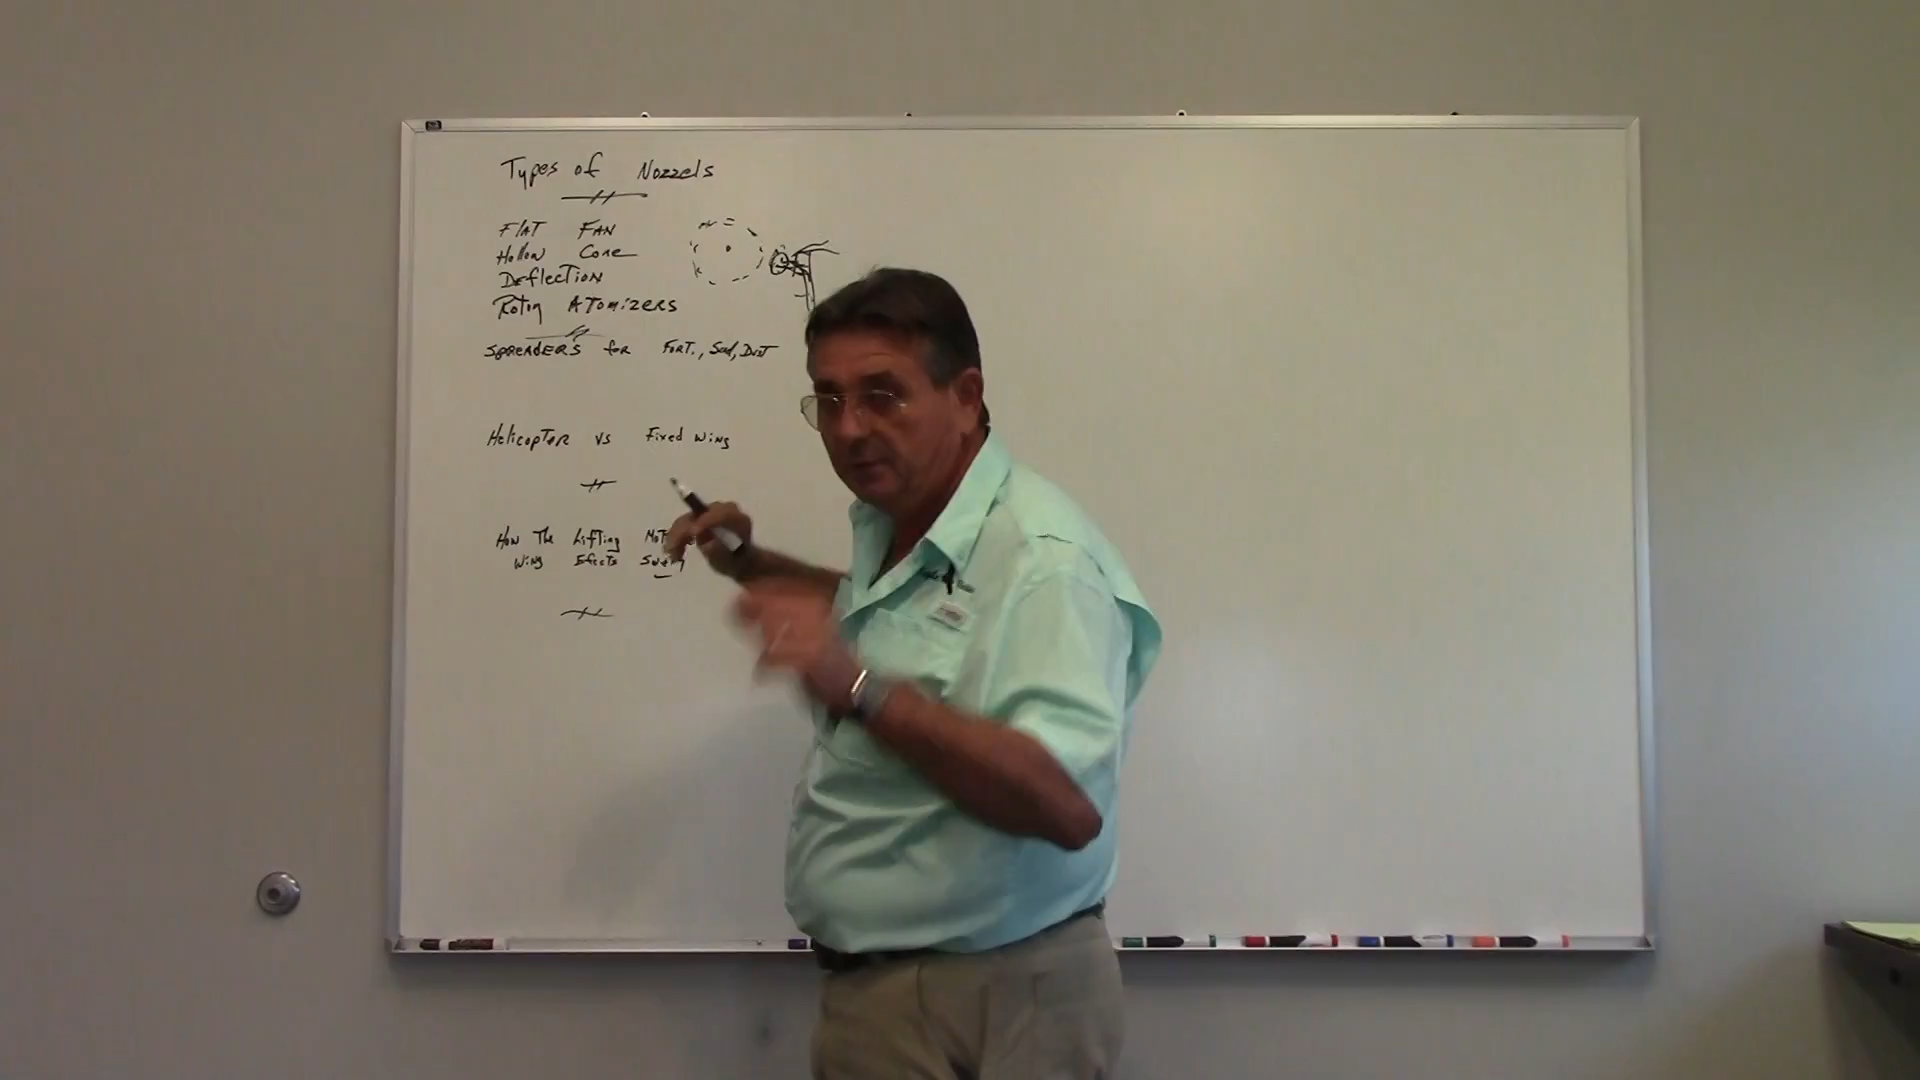 Types of Nozzels
FLAT FAN
Hollow Cone
Deflection
Rotary Atomizers
SPREADERS for Fert., Seed, Dust
Helicopter vs Fixed wing
How The Lifting
Wing Effects